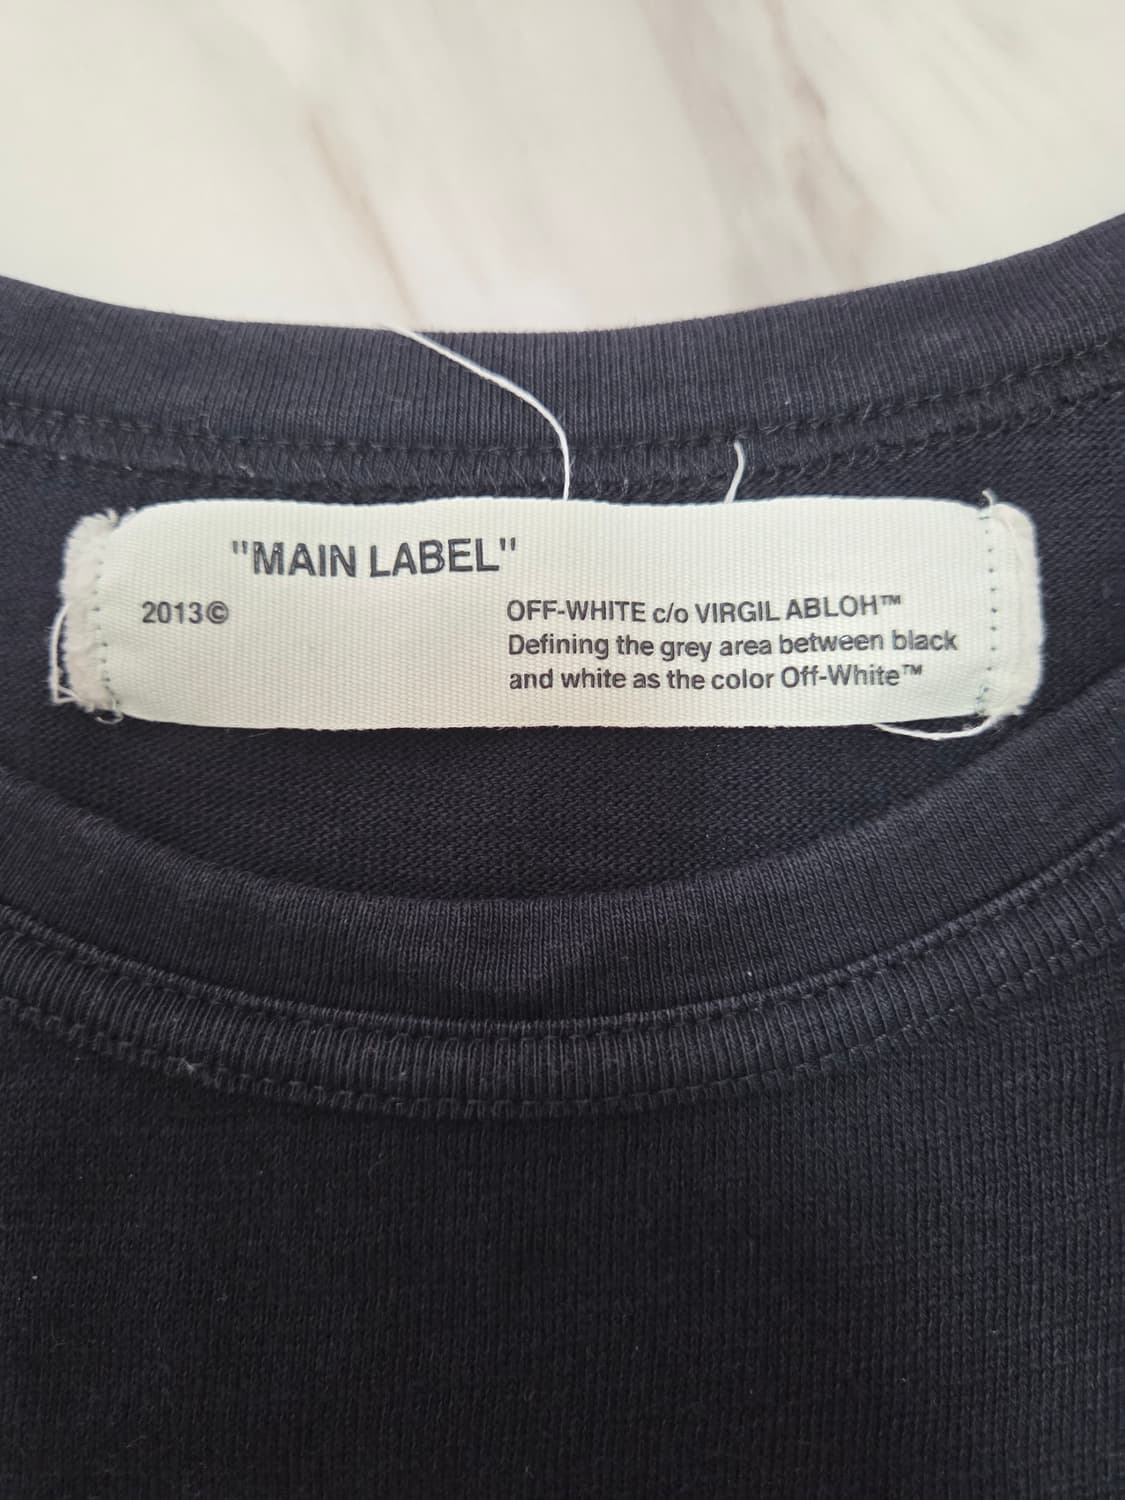 "MAIN LABEL"
2013©
OFF-WHITE c/o VIRGIL ABLOH™
Defining the grey area between black
and white as the color Off-White™